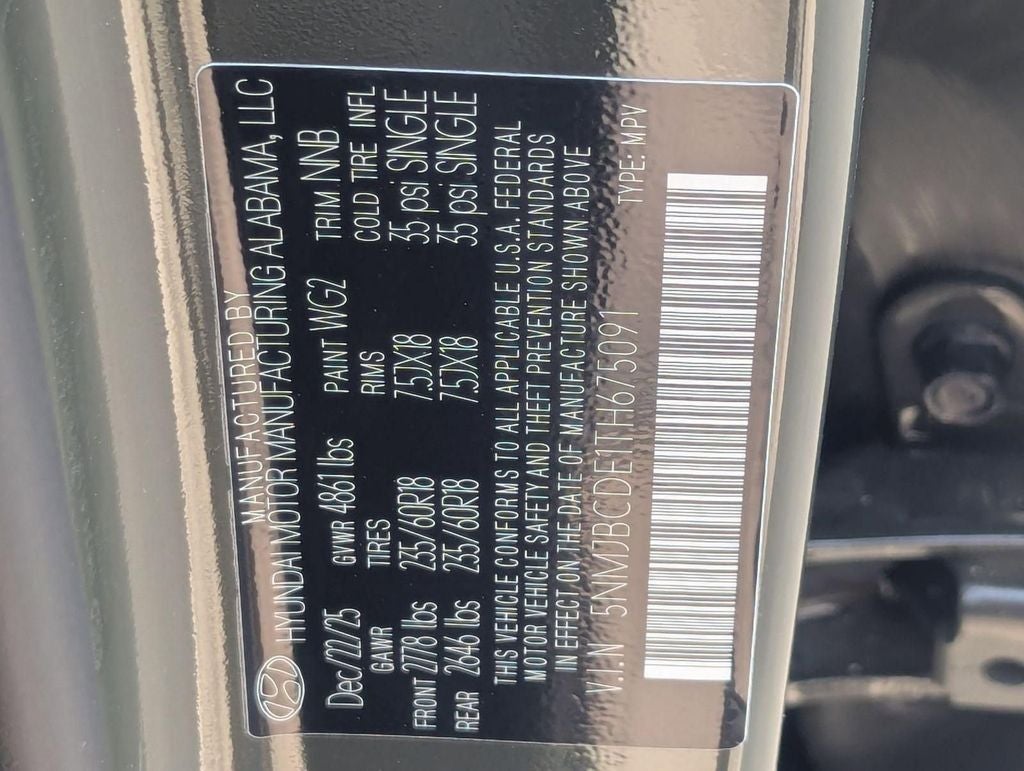 MANUFACTURED BY
HYUNDAI MOTOR MANUFACTURING ALABAMA, LLC
Dec/22/25 GVWR 4861 lbs PAINT WG2 TRIM NNB
GAWR TIRES RMS COLD TIRE INFL
FRONT 2778 lbs 235/60R18 7.5JX18 35 psi SINGLE
REAR 2646 lbs 235/60R18 7.5JX18 35 psi SINGLE
THIS VEHICLE CONFORMS TO ALL APPLICABLE U.S.A. FEDERAL
MOTOR VEHICLE SAFETY AND THEFT PREVENTION STANDARDS
IN EFFECT ON THE DATE OF MANUFACTURE SHOWN ABOVE
V.I.N 5NMJBCDE1TH675091 TYPE: MPV